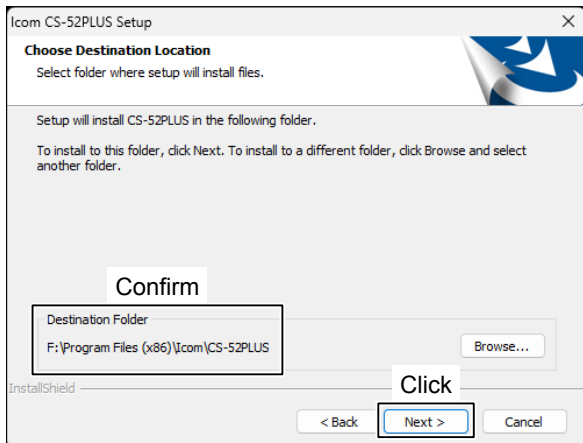 Icom CS-52PLUS Setup
Choose Destination Location
Select folder where setup will install files.
Setup will install CS-52PLUS in the following folder.
To install to this folder, click Next. To install to a different folder, click Browse and select
another folder.
Confirm
Destination Folder
F:\Program Files (x86)\Icom\CS-52PLUS
Browse...
InstallShield
Click
< Back
Next >
Cancel